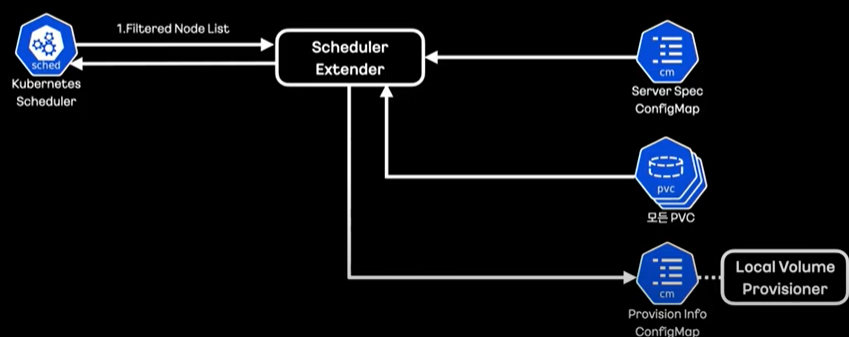 1.Filtered Node List
sched
Kubernetes
Scheduler
Scheduler
Extender
cm
Server Spec
ConfigMap
pvc
모든 PVC
cm
Provision Info
ConfigMap
Local Volume
Provisioner